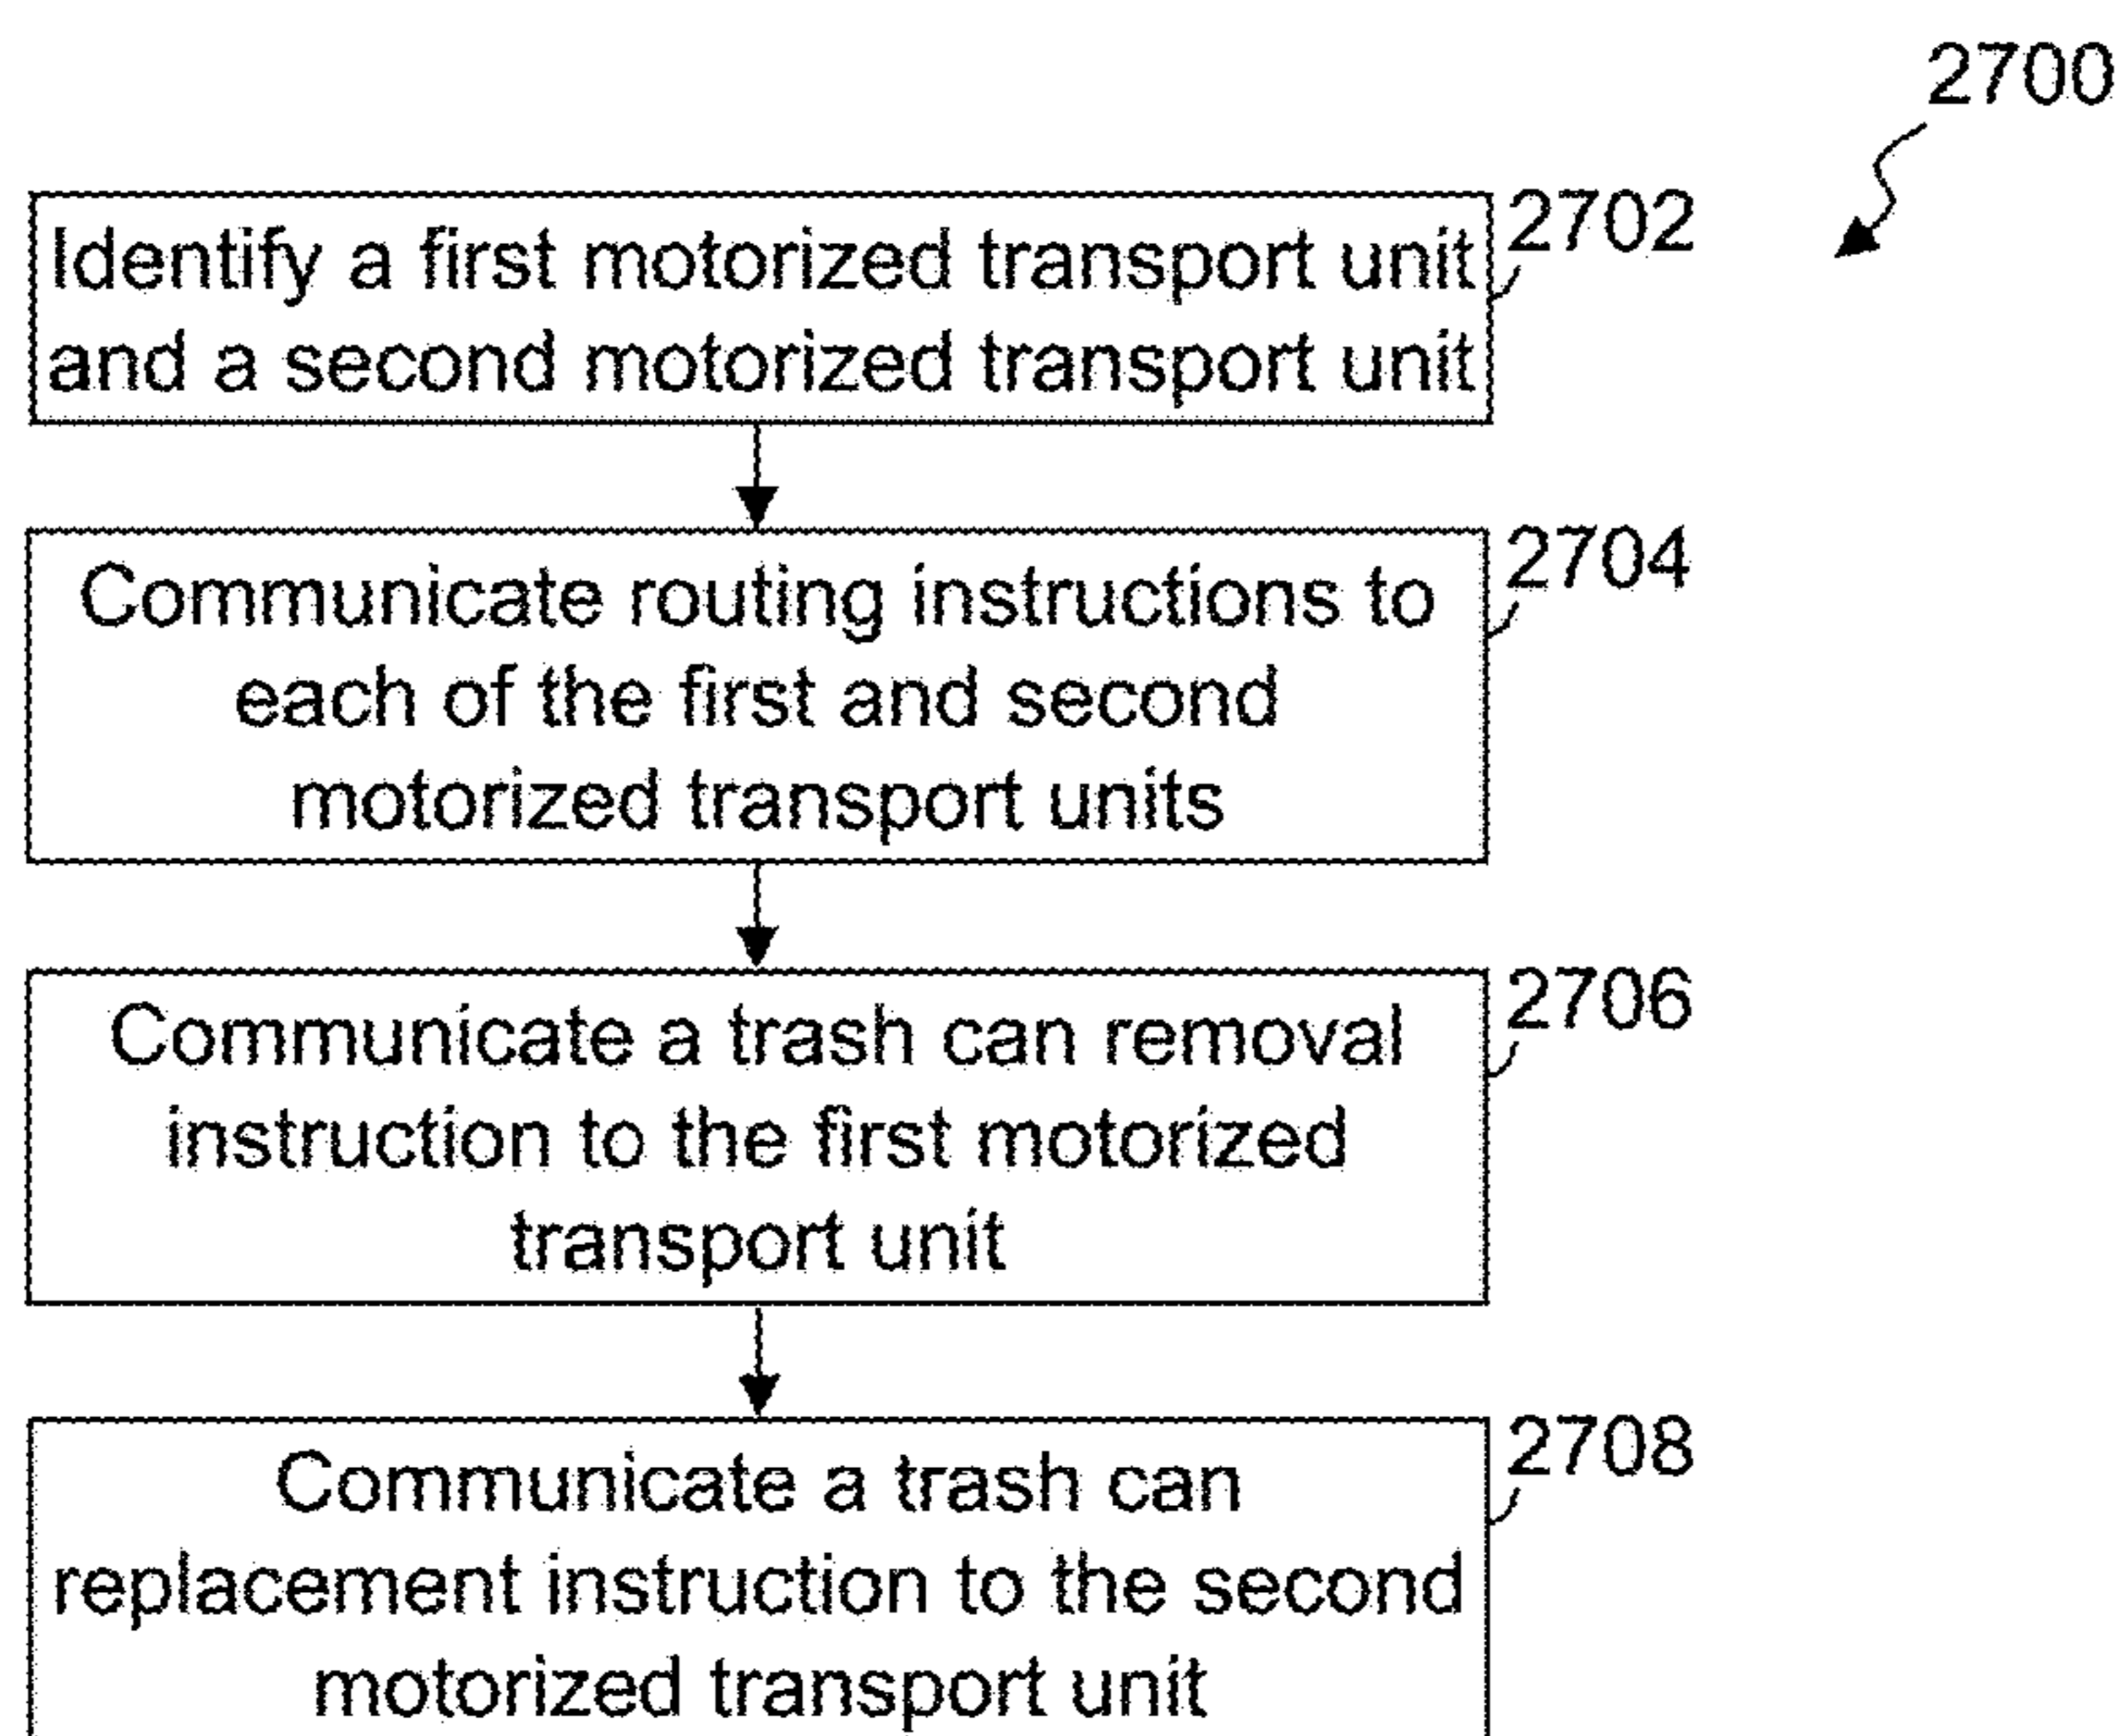 2700
Identify a first motorized transport unit
and a second motorized transport unit
2702
Communicate routing instructions to
each of the first and second
motorized transport units
2704
Communicate a trash can removal
instruction to the first motorized
transport unit
2706
Communicate a trash can
replacement instruction to the second
motorized transport unit
2708